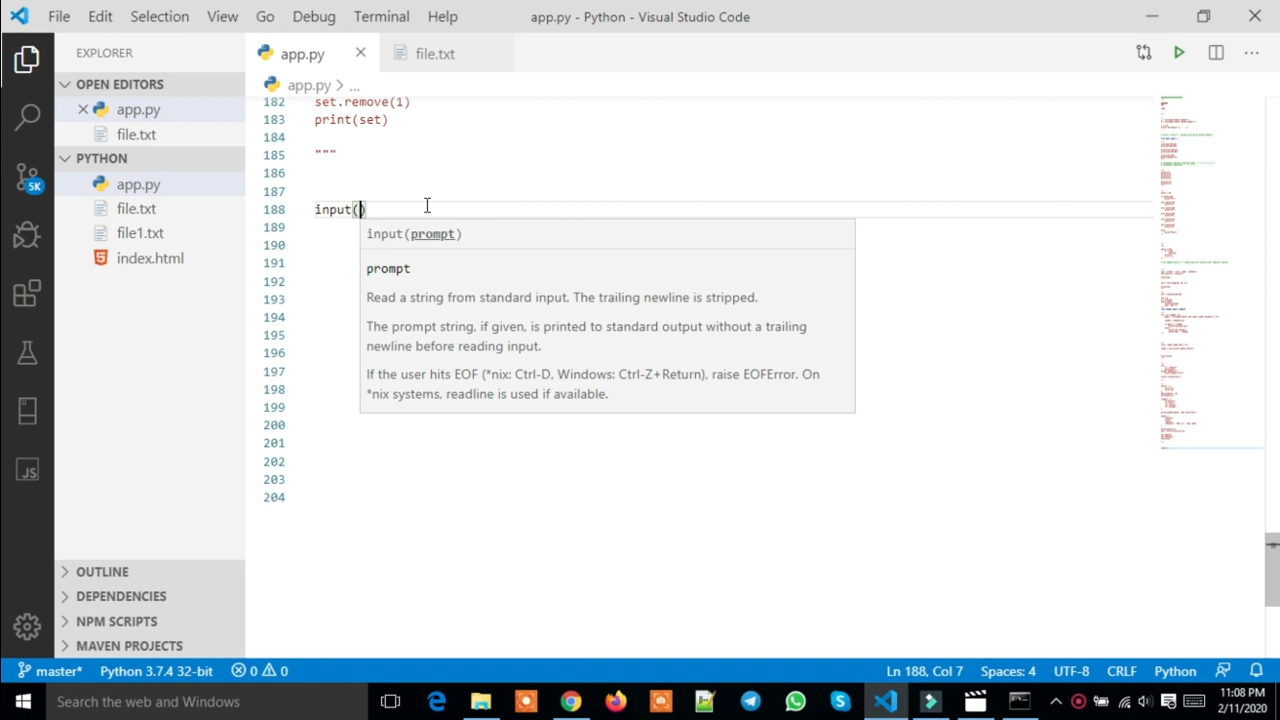 File Edit Selection View Go Debug Terminal Help app.py - Python - Visual Studio Code
EXPLORER
OPEN EDITORS
app.py
file.txt
PYTHON
app.py
file.txt
file1.txt
index.html
OUTLINE
DEPENDENCIES
NPM SCRIPTS
MAVEN PROJECTS
5K
JS
app.py file.txt
app.py > ...
182 set.remove(1)
183 print(set)
184
185 """
186
187
188 input()
189
190
191
192
193
194
195
196
197
198
199
200
201
202
203
204
input(prompt)
prompt
Read a string from standard input. The trailing newline is stripped.
The prompt string, if given, is printed to standard output without a trailing
newline before reading input.
If the user hits EOF (*nix: Ctrl-D, Windows: Ctrl-Z+Return), raise EOFError. On
*nix systems, readline is used if available.
master* Python 3.7.4 32-bit 0 0 Ln 188, Col 7 Spaces: 4 UTF-8 CRLF Python
Search the web and Windows
11:08 PM
2/11/2020